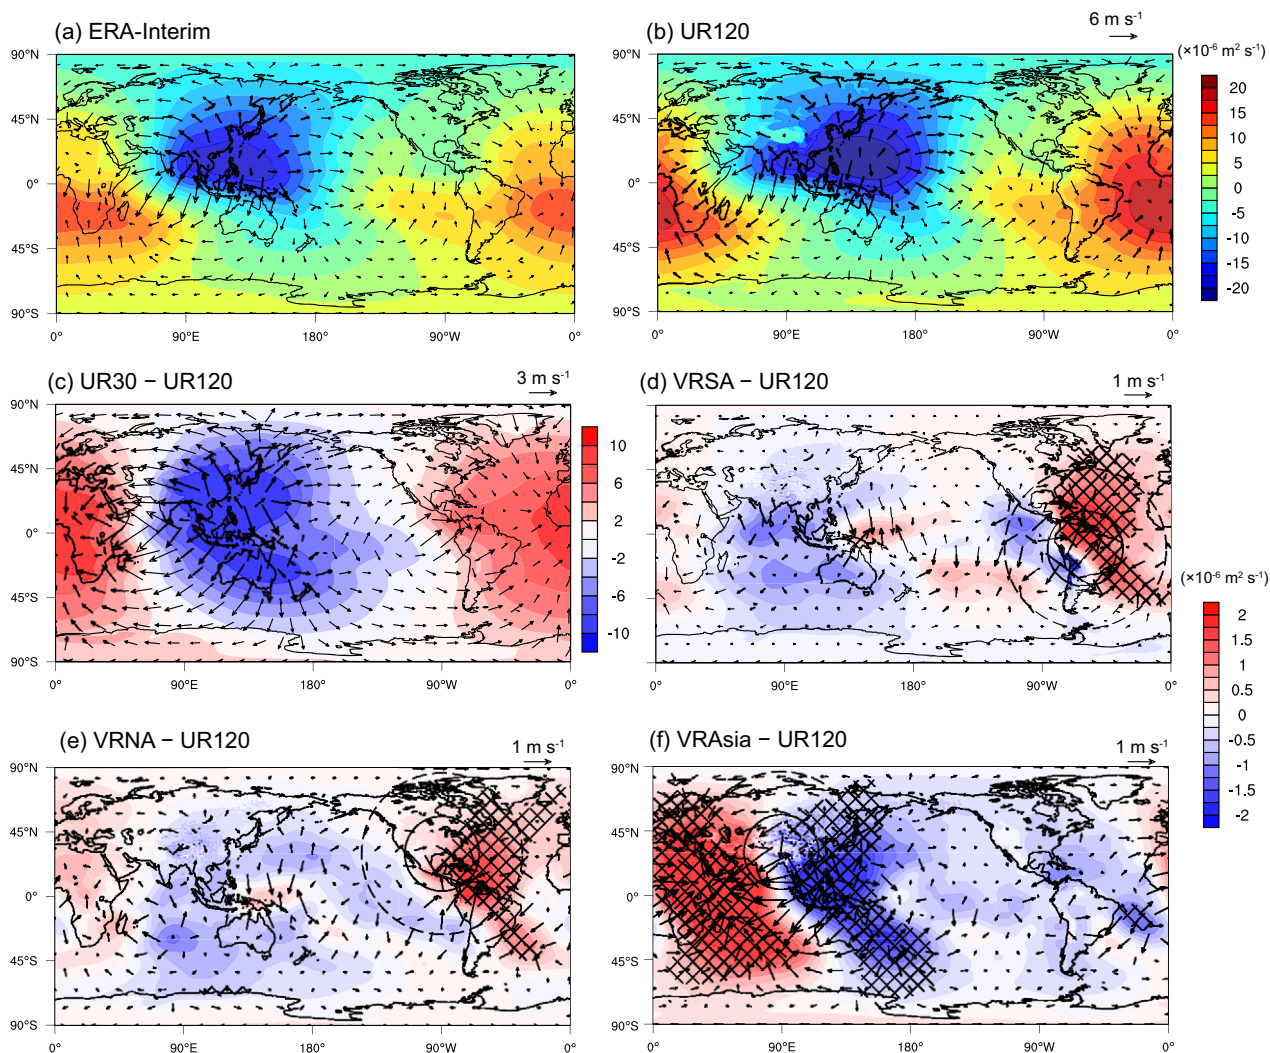 (a) ERA-Interim
(b) UR120
6 m s⁻¹
(×10⁻⁶ m² s⁻¹)
90°N
45°N
0°
45°S
90°S
0°
90°E
180°
90°W
0°
0°
90°E
180°
90°W
0°
90°N
45°N
0°
45°S
90°S
20
15
10
5
0
-5
-10
-15
-20
(c) UR30 − UR120
3 m s⁻¹
(d) VRSA − UR120
1 m s⁻¹
90°N
45°N
0°
45°S
90°S
0°
90°E
180°
90°W
0°
10
6
2
-2
-6
-10
90°N
45°N
0°
45°S
90°S
0°
90°E
180°
90°W
0°
(×10⁻⁶ m² s⁻¹)
2
1.5
1
0.5
0
-0.5
-1
-1.5
-2
(e) VRNA − UR120
1 m s⁻¹
(f) VRAsia − UR120
1 m s⁻¹
90°N
45°N
0°
45°S
90°S
0°
90°E
180°
90°W
0°
90°N
45°N
0°
45°S
90°S
0°
90°E
180°
90°W
0°